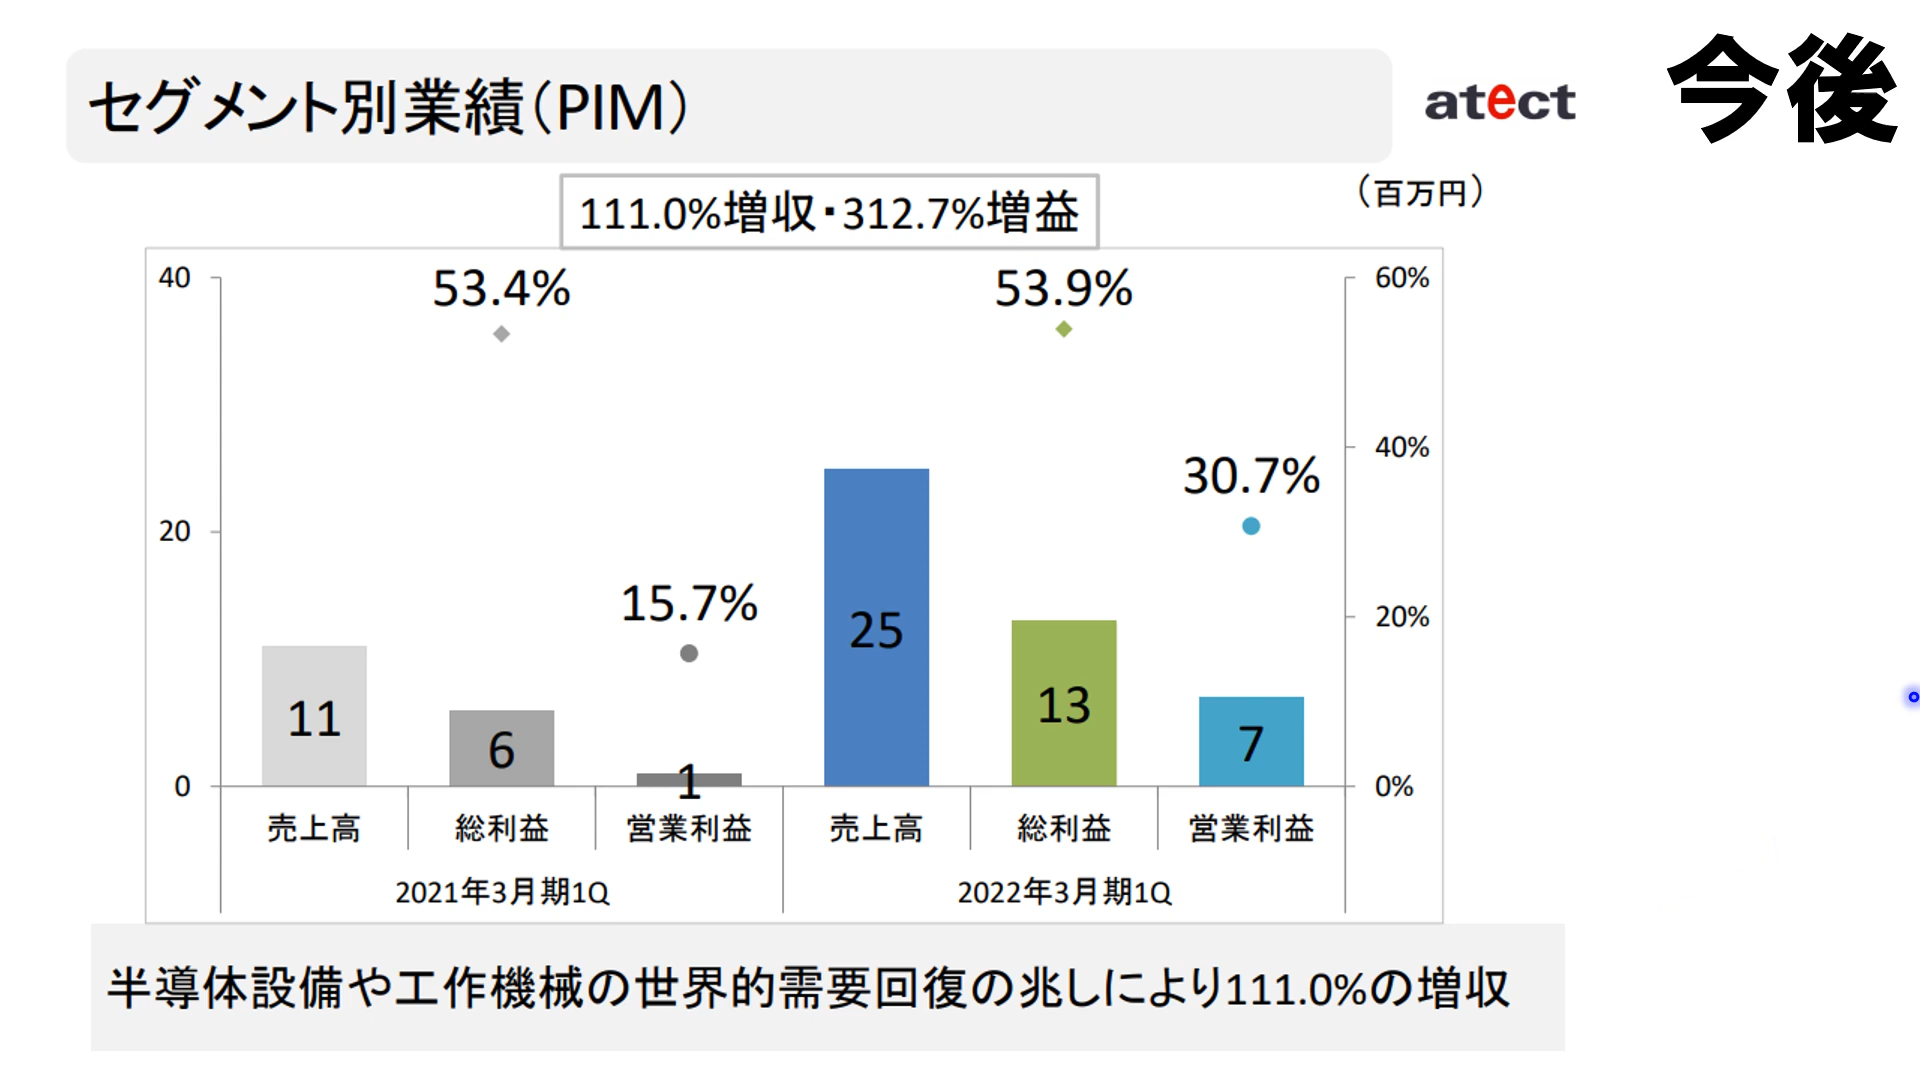 セグメント別業績（PIM）
atect
今後
（百万円）
111.0%増収・312.7%増益
40
53.4%
53.9%
60%
40%
30.7%
20
15.7%
25
20%
11
6
1
13
7
0
0%
売上高
総利益
営業利益
売上高
総利益
営業利益
2021年3月期1Q
2022年3月期1Q
半導体設備や工作機械の世界的需要回復の兆しにより111.0%の増収